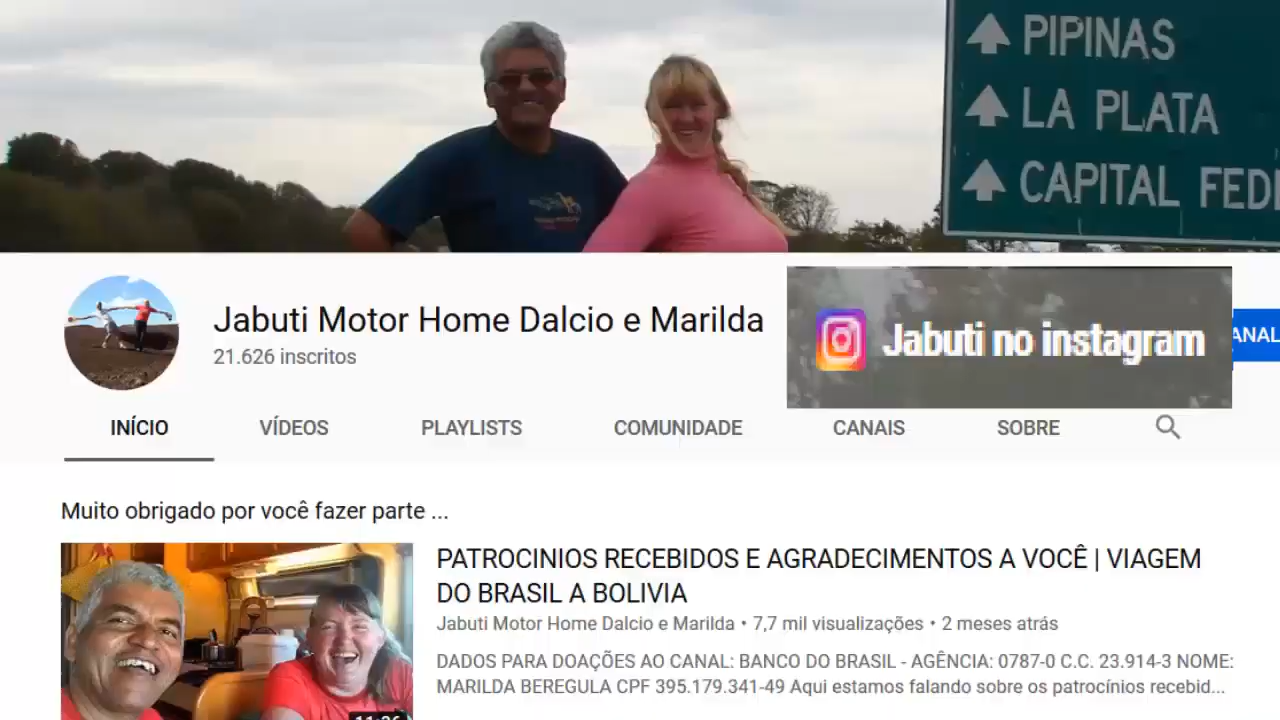 PIPINAS
LA PLATA
CAPITAL FED
Jabuti Motor Home Dalcio e Marilda
21.626 inscritos
Jabuti no instagram
ANAL
INÍCIO VÍDEOS PLAYLISTS COMUNIDADE CANAIS SOBRE
Muito obrigado por você fazer parte ...
PATROCINIOS RECEBIDOS E AGRADECIMENTOS A VOCÊ | VIAGEM
DO BRASIL A BOLIVIA
Jabuti Motor Home Dalcio e Marilda • 7,7 mil visualizações • 2 meses atrás
DADOS PARA DOAÇÕES AO CANAL: BANCO DO BRASIL - AGÊNCIA: 0787-0 C.C. 23.914-3 NOME:
MARILDA BEREGULA CPF 395.179.341-49 Aqui estamos falando sobre os patrocínios recebid...